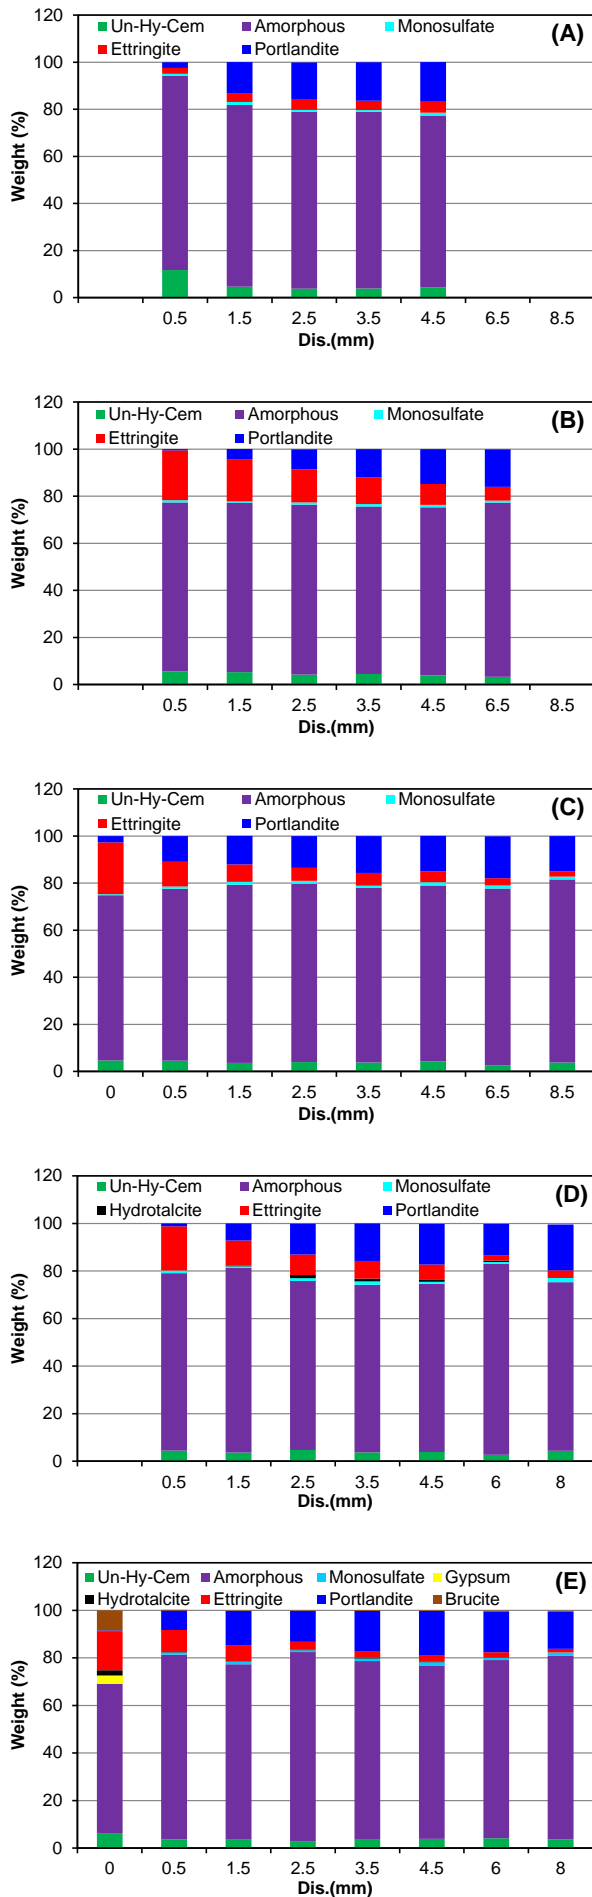 Un-Hy-Cem Amorphous Monosulfate (A)
Ettringite Portlandite
120
100
80
60
40
20
0
Weight (%)
0.5 1.5 2.5 3.5 4.5 6.5 8.5
Dis.(mm)
120
Un-Hy-Cem Amorphous Monosulfate (B)
Ettringite Portlandite
100
80
60
40
20
0
Weight (%)
0.5 1.5 2.5 3.5 4.5 6.5 8.5
Dis.(mm)
120
Un-Hy-Cem Amorphous Monosulfate (C)
Ettringite Portlandite
100
80
60
40
20
0
Weight (%)
0 0.5 1.5 2.5 3.5 4.5 6.5 8.5
Dis.(mm)
120
Un-Hy-Cem Amorphous Monosulfate (D)
Hydrotalcite Ettringite Portlandite
100
80
60
40
20
0
Weight (%)
0.5 1.5 2.5 3.5 4.5 6 8
Dis.(mm)
120
Un-Hy-Cem Amorphous Monosulfate Gypsum (E)
Hydrotalcite Ettringite Portlandite Brucite
100
80
60
40
20
0
Weight (%)
0 0.5 1.5 2.5 3.5 4.5 6 8
Dis.(mm)